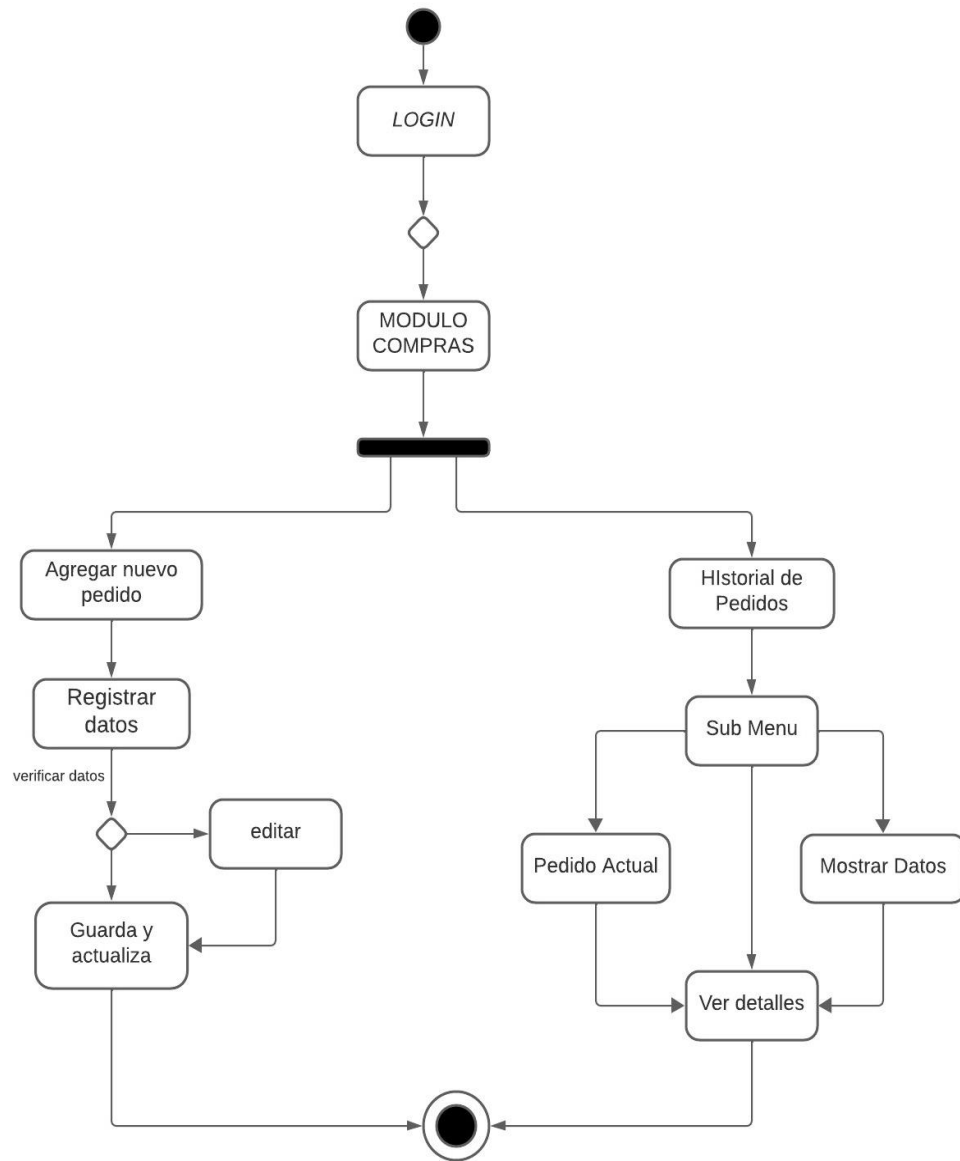 LOGIN
MODULO
COMPRAS
Agregar nuevo
pedido
HIstorial de
Pedidos
Registrar
datos
Sub Menu
verificar datos
editar
Pedido Actual
Mostrar Datos
Guarda y
actualiza
Ver detalles